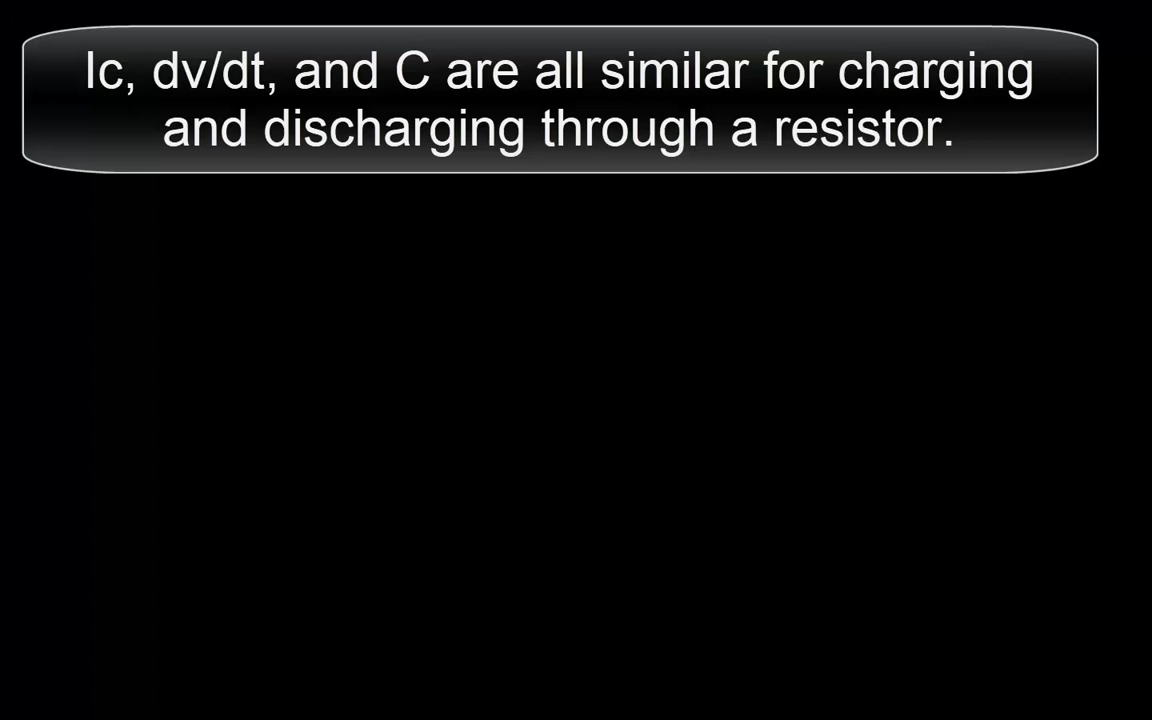 Ic, dv/dt, and C are all similar for charging
and discharging through a resistor.